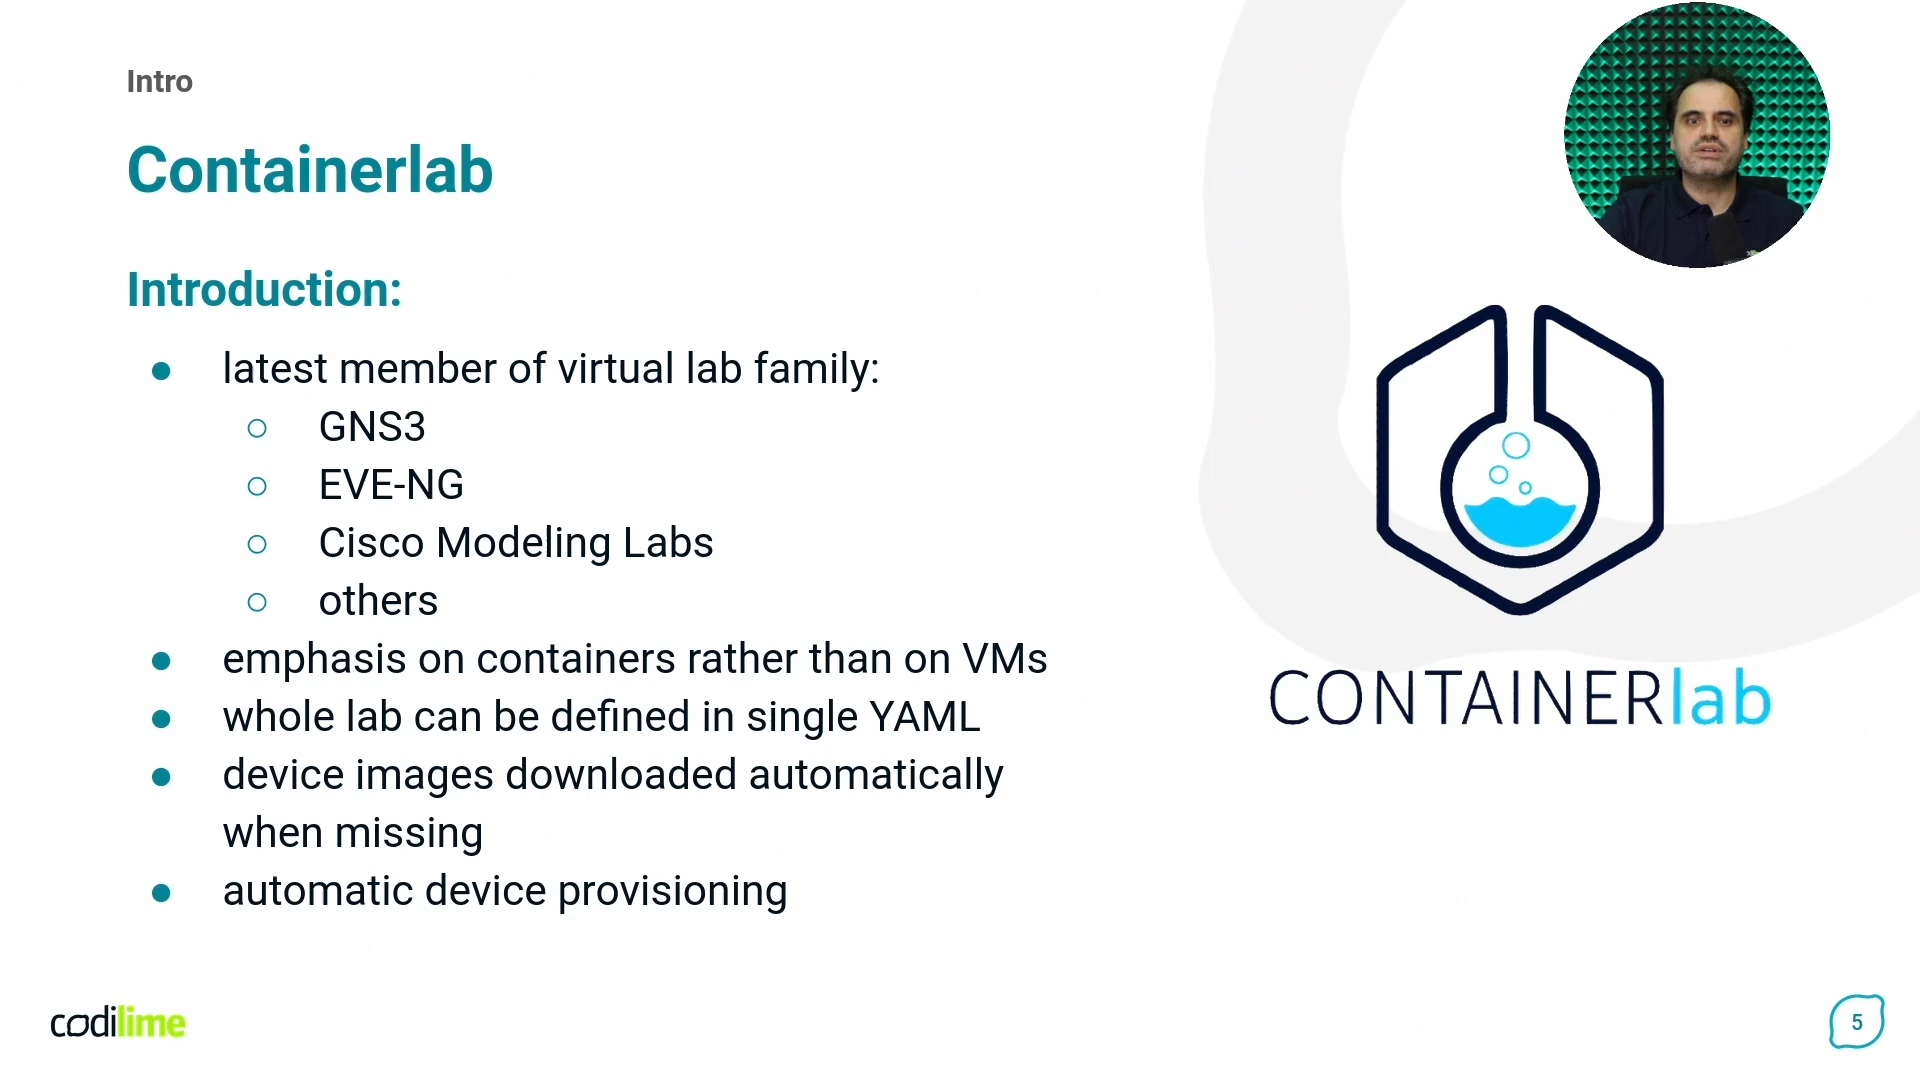 Intro
Containerlab
Introduction:
● latest member of virtual lab family:
○ GNS3
○ EVE-NG
○ Cisco Modeling Labs
○ others
● emphasis on containers rather than on VMs
● whole lab can be defined in single YAML
● device images downloaded automatically
when missing
● automatic device provisioning
CONTAINERlab
codilime
5